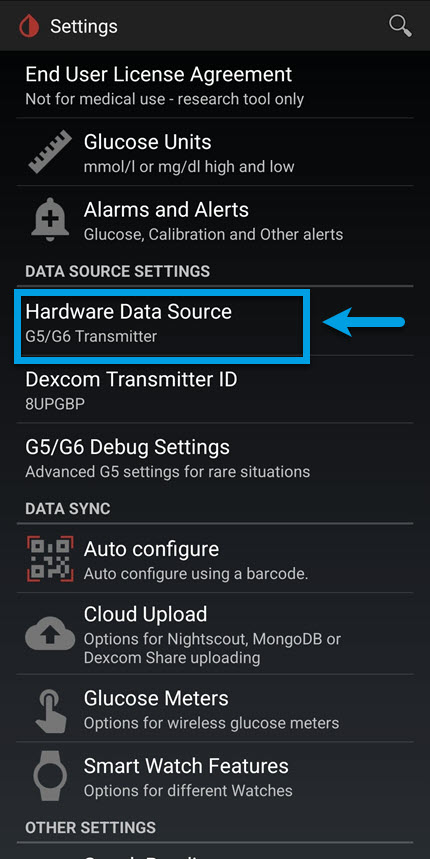 Settings
End User License Agreement
Not for medical use - research tool only
Glucose Units
mmol/l or mg/dl high and low
Alarms and Alerts
Glucose, Calibration and Other alerts
DATA SOURCE SETTINGS
Hardware Data Source
G5/G6 Transmitter
Dexcom Transmitter ID
8UPGBP
G5/G6 Debug Settings
Advanced G5 settings for rare situations
DATA SYNC
Auto configure
Auto configure using a barcode.
Cloud Upload
Options for Nightscout, MongoDB or
Dexcom Share uploading
Glucose Meters
Options for wireless glucose meters
Smart Watch Features
Options for different Watches
OTHER SETTINGS